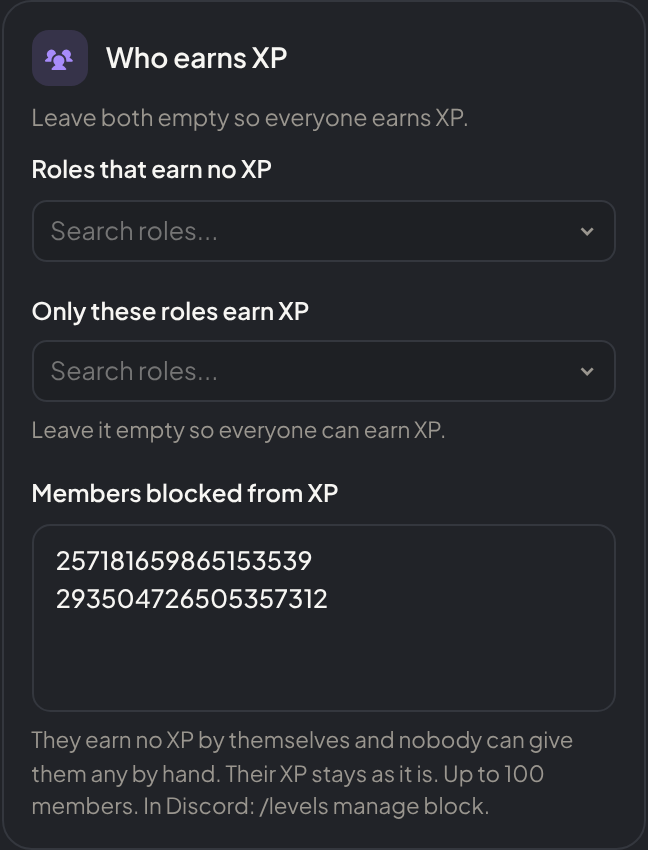 Who earns XP
Leave both empty so everyone earns XP.
Roles that earn no XP
Search roles...
Only these roles earn XP
Search roles...
Leave it empty so everyone can earn XP.
Members blocked from XP
257181659865153539
293504726505357312
They earn no XP by themselves and nobody can give
them any by hand. Their XP stays as it is. Up to 100
members. In Discord: /levels manage block.